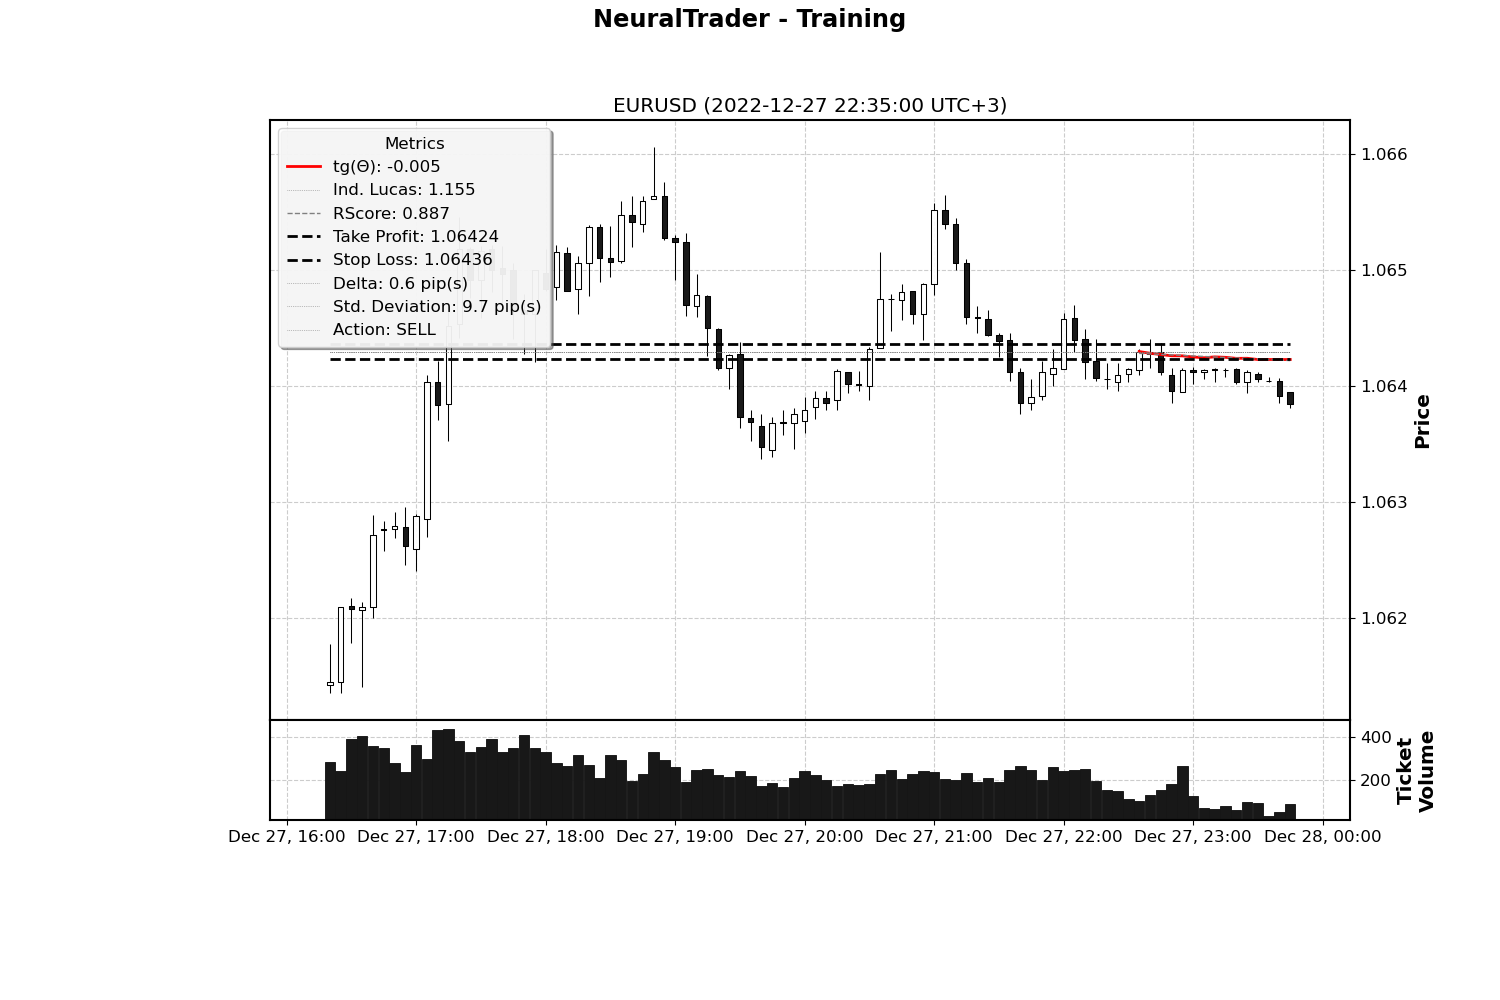 NeuralTrader - Training
EURUSD (2022-12-27 22:35:00 UTC+3)
Metrics
tg(Θ): -0.005
Ind. Lucas: 1.155
RScore: 0.887
Take Profit: 1.06424
Stop Loss: 1.06436
Delta: 0.6 pip(s)
Std. Deviation: 9.7 pip(s)
Action: SELL
1.066
1.065
1.064
1.063
1.062
Price
400
200
Ticket
Volume
Dec 27, 16:00 Dec 27, 17:00 Dec 27, 18:00 Dec 27, 19:00 Dec 27, 20:00 Dec 27, 21:00 Dec 27, 22:00 Dec 27, 23:00 Dec 28, 00:00